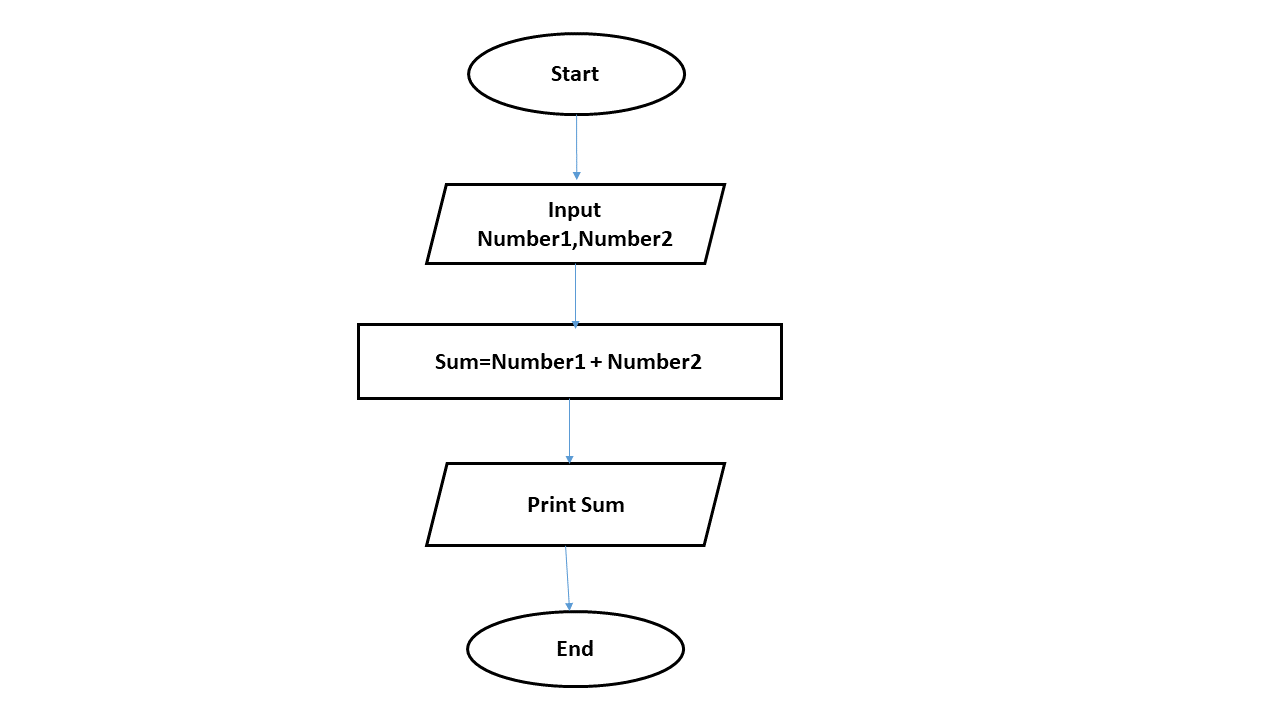 Start
Input
Number1,Number2
Sum=Number1 + Number2
Print Sum
End